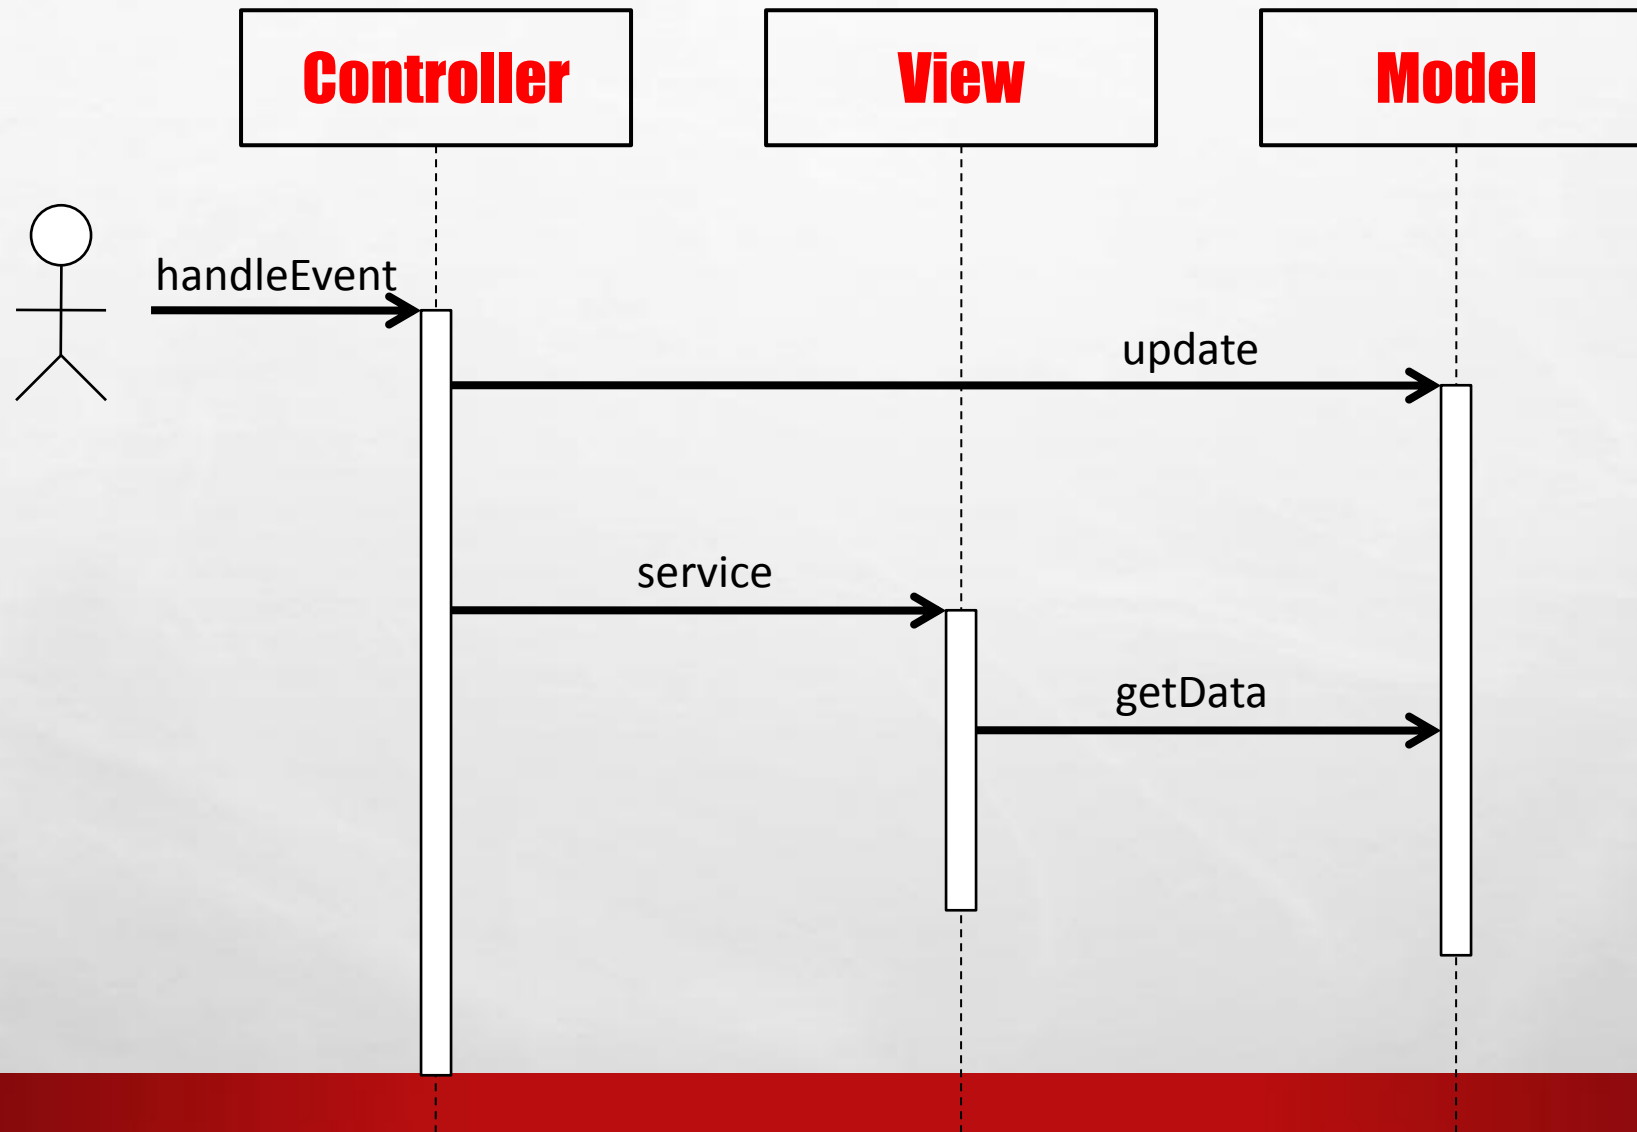 Controller
View
Model
handleEvent
update
service
getData